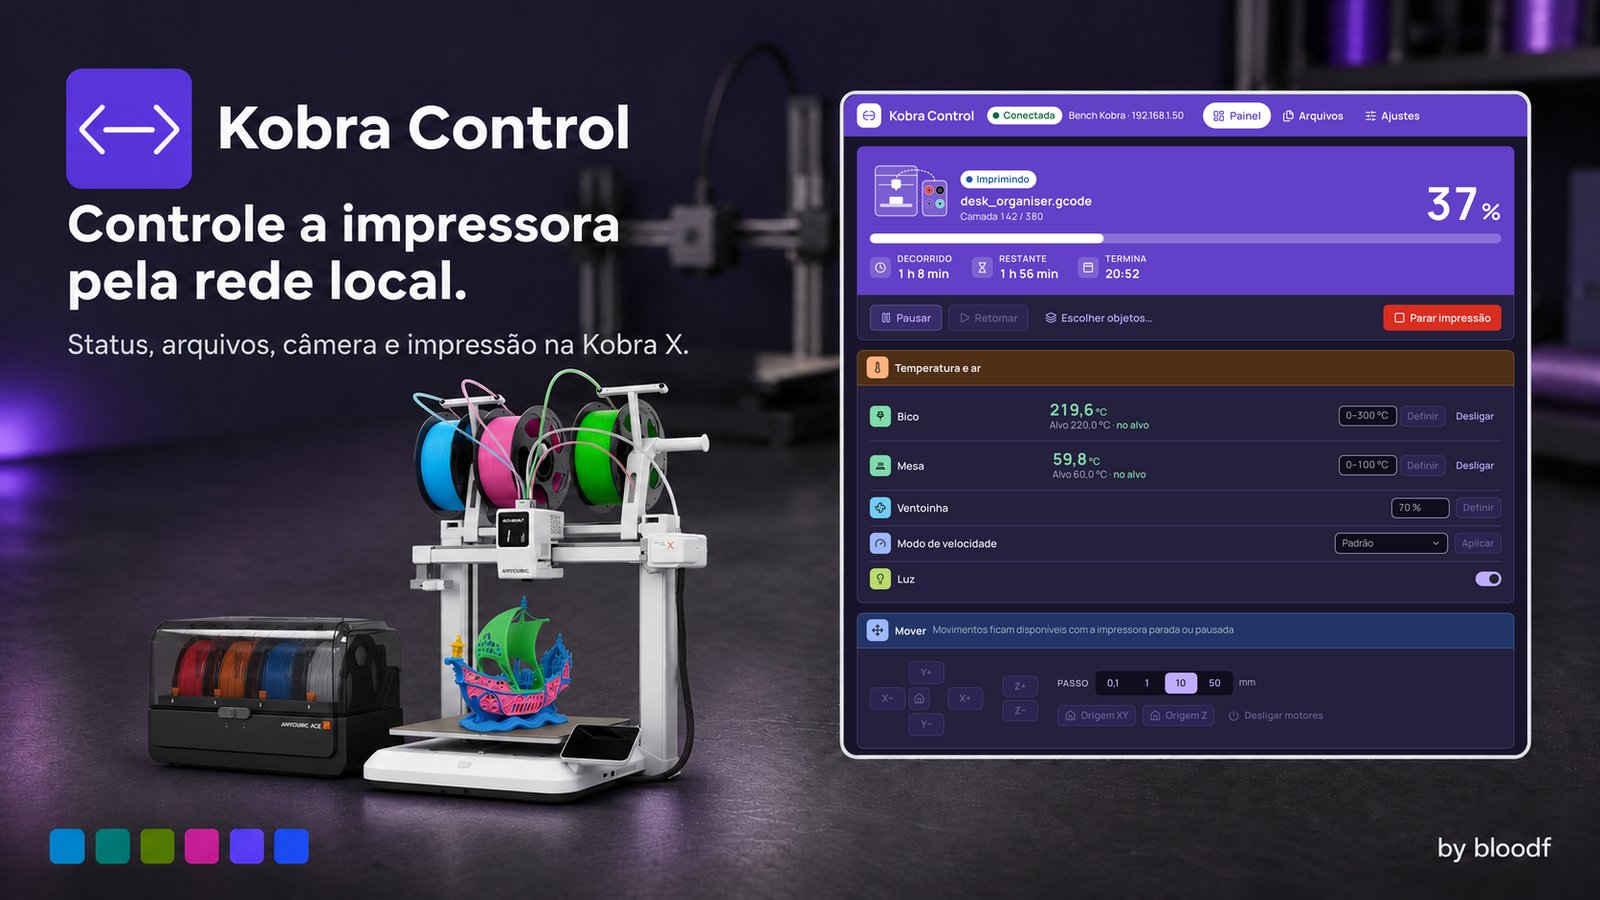 Kobra Control
Controle a impressora
pela rede local.
Status, arquivos, câmera e impressão na Kobra X.
ANYCUBIC
X
ANYCUBIC ACE
by bloodf
Kobra Control
Conectada
Bench Kobra · 192.168.1.50
Painel
Arquivos
Ajustes
Imprimindo
desk_organiser.gcode
Camada 142 / 380
37 %
DECORRIDO
1 h 8 min
RESTANTE
1 h 56 min
TERMINA
20:52
Pausar
Retomar
Escolher objetos...
Parar impressão
Temperatura e ar
Bico
219,6 °C
Alvo 220,0 °C · no alvo
0–300 °C
Definir
Desligar
Mesa
59,8 °C
Alvo 60,0 °C · no alvo
0–100 °C
Definir
Desligar
Ventoinha
70 %
Definir
Modo de velocidade
Padrão
Aplicar
Luz
Mover
Movimentos ficam disponíveis com a impressora parada ou pausada
Y+
X−
X+
Y−
Z+
Z−
PASSO
0,1
1
10
50
mm
Origem XY
Origem Z
Desligar motores